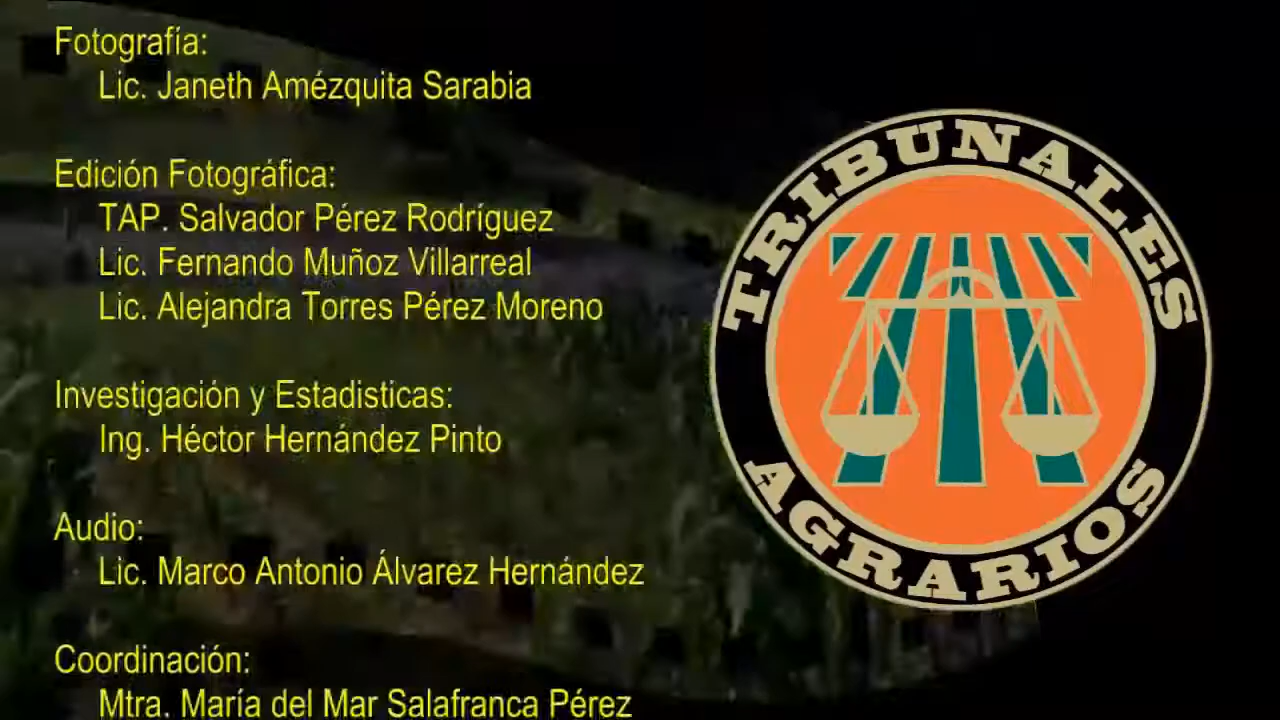 Fotografía:
Lic. Janeth Amézquita Sarabia
Edición Fotográfica:
TAP. Salvador Pérez Rodríguez
Lic. Fernando Muñoz Villarreal
Lic. Alejandra Torres Pérez Moreno
Investigación y Estadisticas:
Ing. Héctor Hernández Pinto
Audio:
Lic. Marco Antonio Álvarez Hernández
Coordinación:
Mtra. María del Mar Salafranca Pérez
TRIBUNALES
AGRARIOS